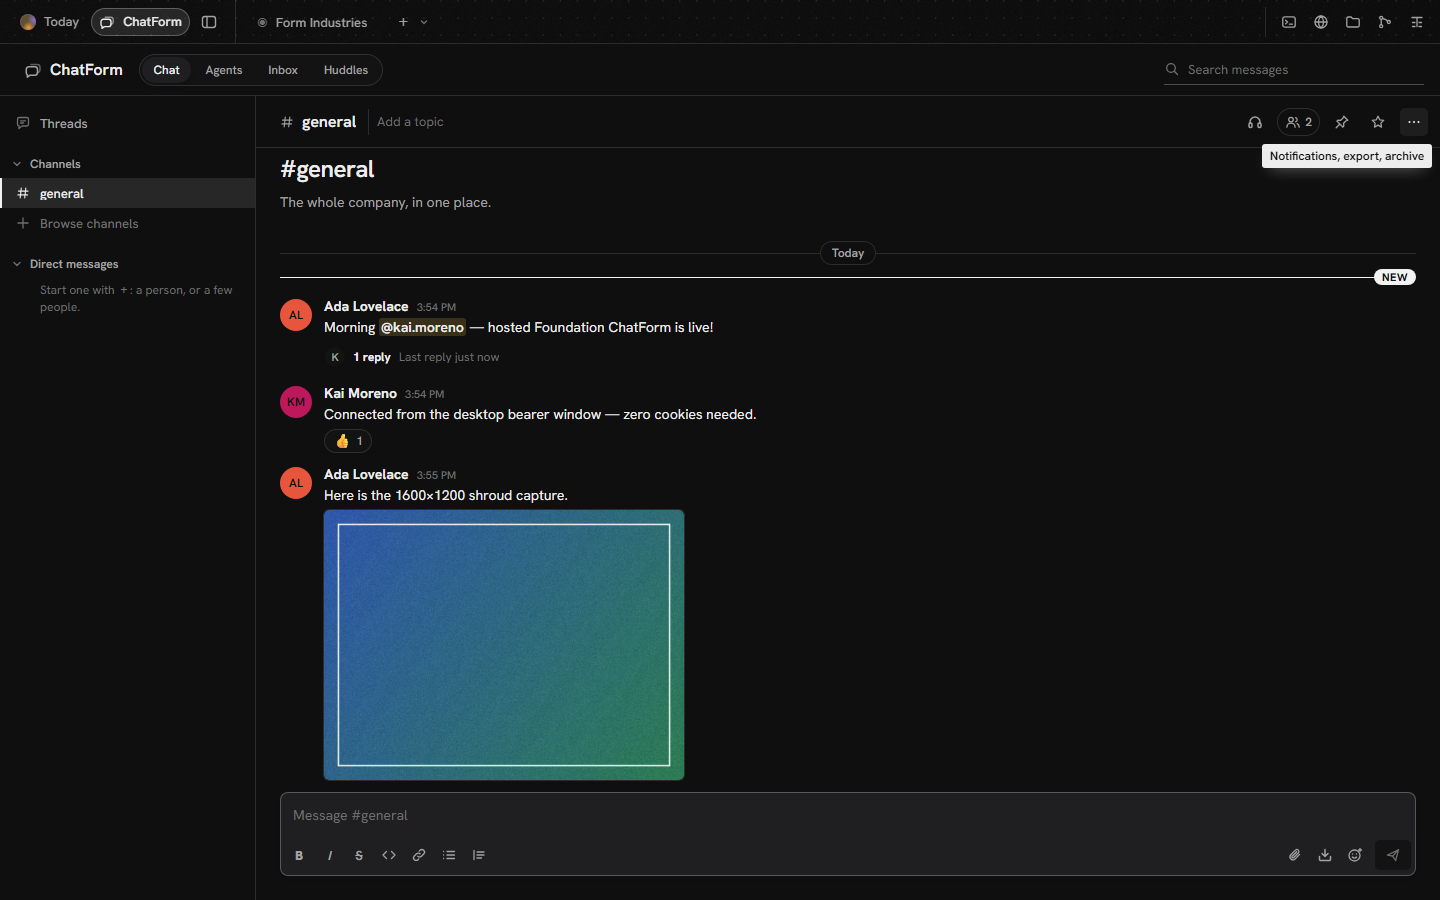 Today
ChatForm
Form Industries
ChatForm
Chat
Agents
Inbox
Huddles
Search messages
Threads
# general
Add a topic
2
Notifications, export, archive
Channels
# general
Browse channels
Direct messages
Start one with + : a person, or a few
people.
#general
The whole company, in one place.
Today
NEW
AL
Ada Lovelace 3:54 PM
Morning @kai.moreno — hosted Foundation ChatForm is live!
K 1 reply Last reply just now
KM
Kai Moreno 3:54 PM
Connected from the desktop bearer window — zero cookies needed.
👍 1
AL
Ada Lovelace 3:55 PM
Here is the 1600×1200 shroud capture.
Message #general
B I S